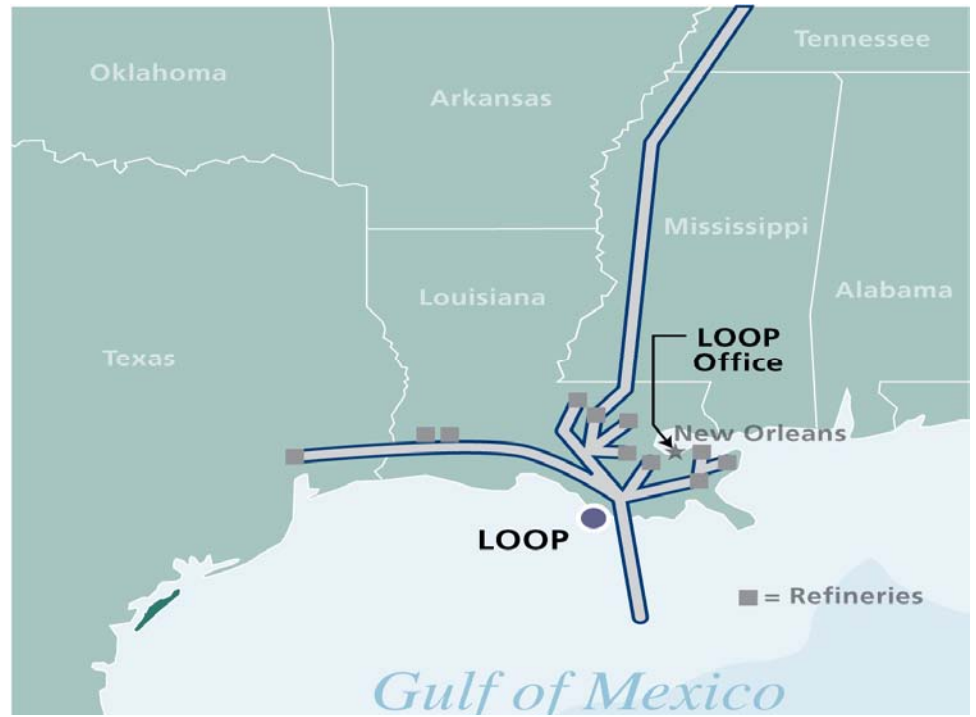 Tennessee
Oklahoma
Arkansas
Mississippi
Louisiana
Alabama
Texas
LOOP
Office
New Orleans
LOOP
= Refineries
Gulf of Mexico